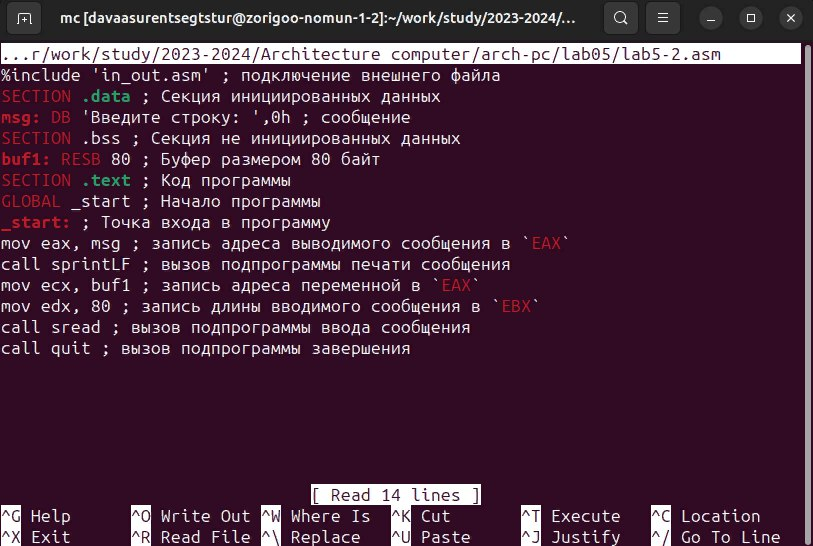 mc [davaasurentsegtstur@zorigoo-nomun-1-2]:~/work/study/2023-2024/...
...r/work/study/2023-2024/Architecture computer/arch-pc/lab05/lab5-2.asm
%include 'in_out.asm' ; подключение внешнего файла
SECTION .data ; Секция инициированных данных
msg: DB 'Введите строку: ',0h ; сообщение
SECTION .bss ; Секция не инициированных данных
buf1: RESB 80 ; Буфер размером 80 байт
SECTION .text ; Код программы
GLOBAL _start ; Начало программы
_start: ; Точка входа в программу
mov eax, msg ; запись адреса выводимого сообщения в `EAX`
call sprintLF ; вызов подпрограммы печати сообщения
mov ecx, buf1 ; запись адреса переменной в `EAX`
mov edx, 80 ; запись длины вводимого сообщения в `EBX`
call sread ; вызов подпрограммы ввода сообщения
call quit ; вызов подпрограммы завершения
[ Read 14 lines ]
^G Help ^O Write Out ^W Where Is ^K Cut ^T Execute ^C Location
^X Exit ^R Read File ^\ Replace ^U Paste ^J Justify ^/ Go To Line